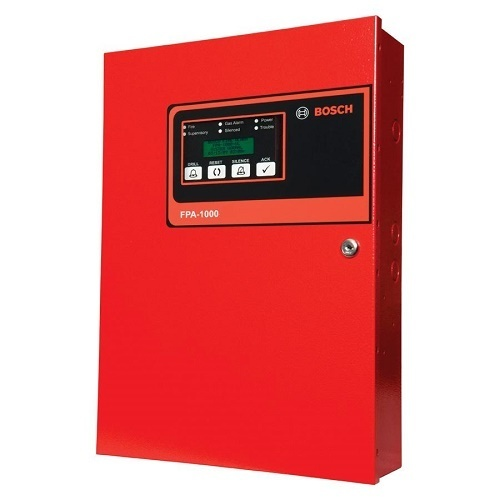 Fire
Gas Alarm
Power
Supervisory
Silenced
Trouble
BOSCH
DRILL
RESET
SILENCE
ACK
FPA-1000